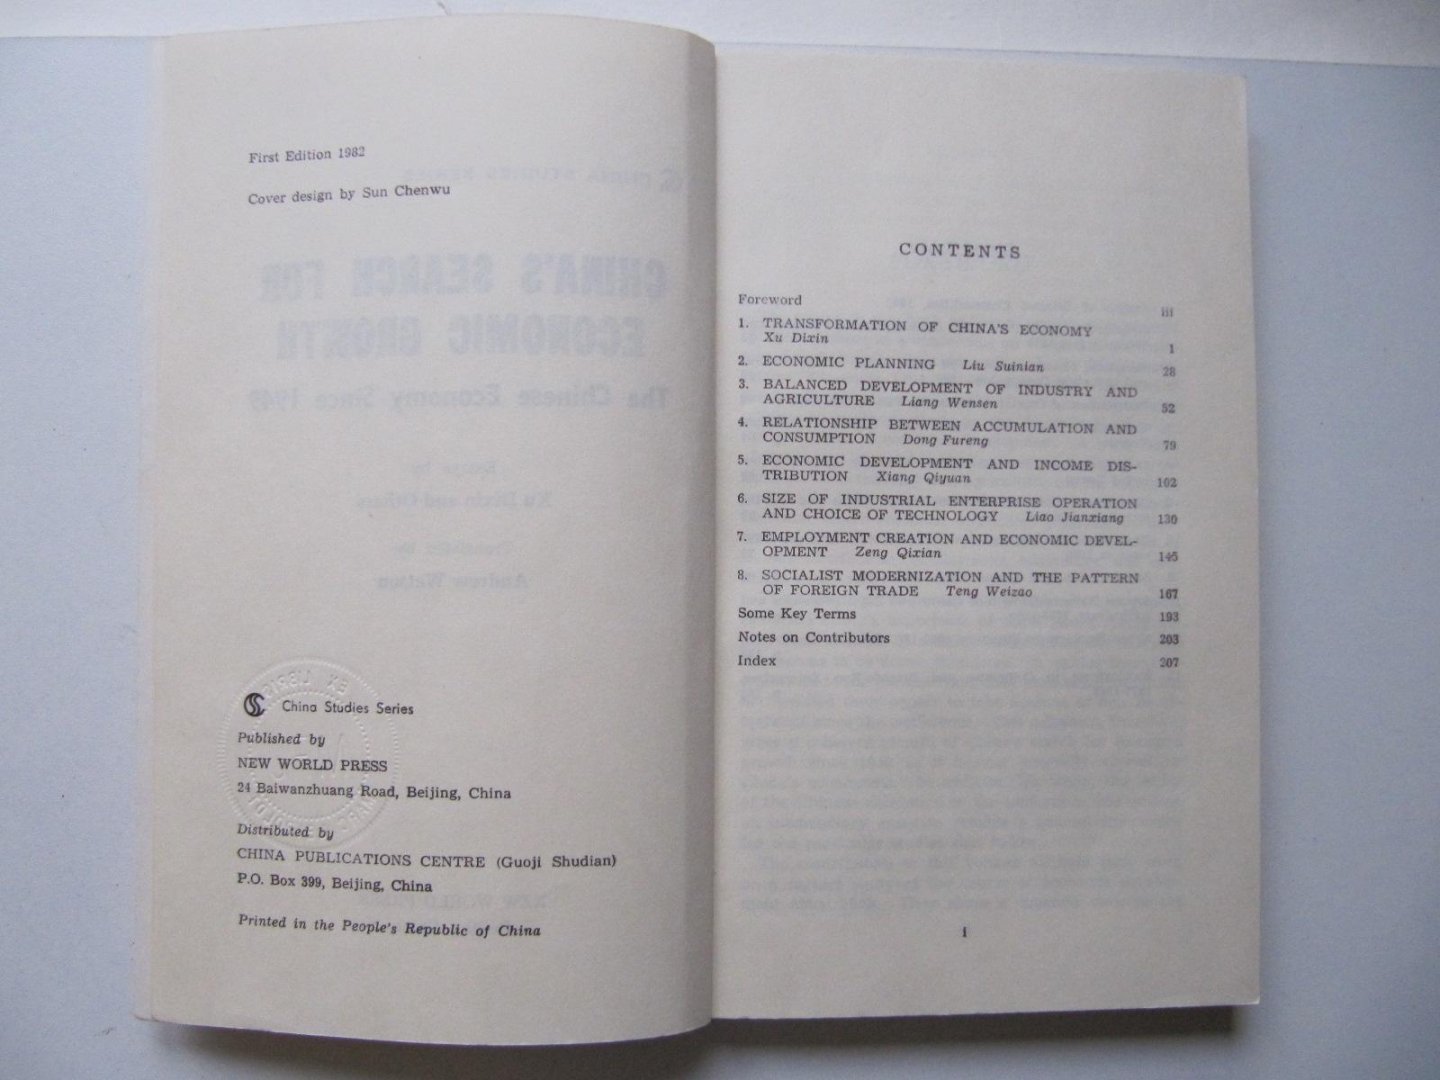 First Edition 1982
Cover design by Sun Chenwu
China Studies Series
Published by
NEW WORLD PRESS
24 Baiwanzhuang Road, Beijing, China
Distributed by
CHINA PUBLICATIONS CENTRE (Guoji Shudian)
P.O. Box 399, Beijing, China
Printed in the People's Republic of China
CONTENTS
Foreword iii
1. TRANSFORMATION OF CHINA'S ECONOMY
Xu Dixin 1
2. ECONOMIC PLANNING Liu Suinian 28
3. BALANCED DEVELOPMENT OF INDUSTRY AND
AGRICULTURE Liang Wensen 52
4. RELATIONSHIP BETWEEN ACCUMULATION AND
CONSUMPTION Dong Fureng 79
5. ECONOMIC DEVELOPMENT AND INCOME DIS-
TRIBUTION Xiang Qiyuan 102
6. SIZE OF INDUSTRIAL ENTERPRISE OPERATION
AND CHOICE OF TECHNOLOGY Liao Jianxiang 130
7. EMPLOYMENT CREATION AND ECONOMIC DEVEL-
OPMENT Zeng Qixian 145
8. SOCIALIST MODERNIZATION AND THE PATTERN
OF FOREIGN TRADE Teng Weizao 167
Some Key Terms 193
Notes on Contributors 203
Index 207
i